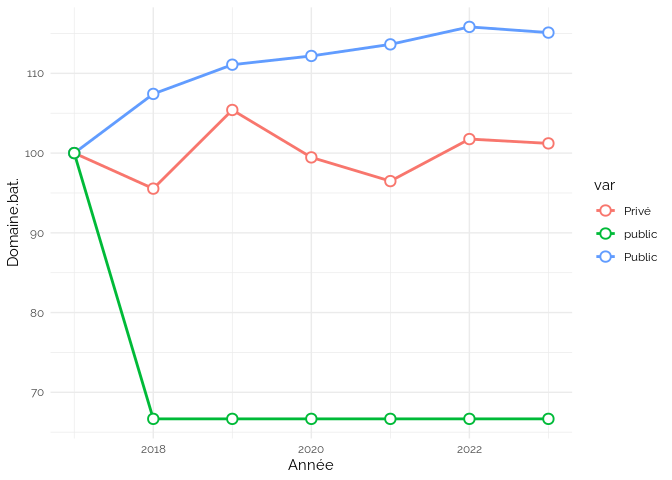 Domaine.bat.
110
100
90
80
70
2018
2020
2022
Année
var
Privé
public
Public